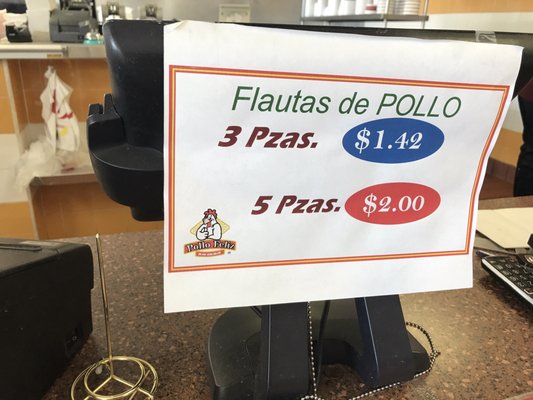 Flautas de POLLO
3 Pzas. $1.42
5 Pzas. $2.00
Pollo Feliz